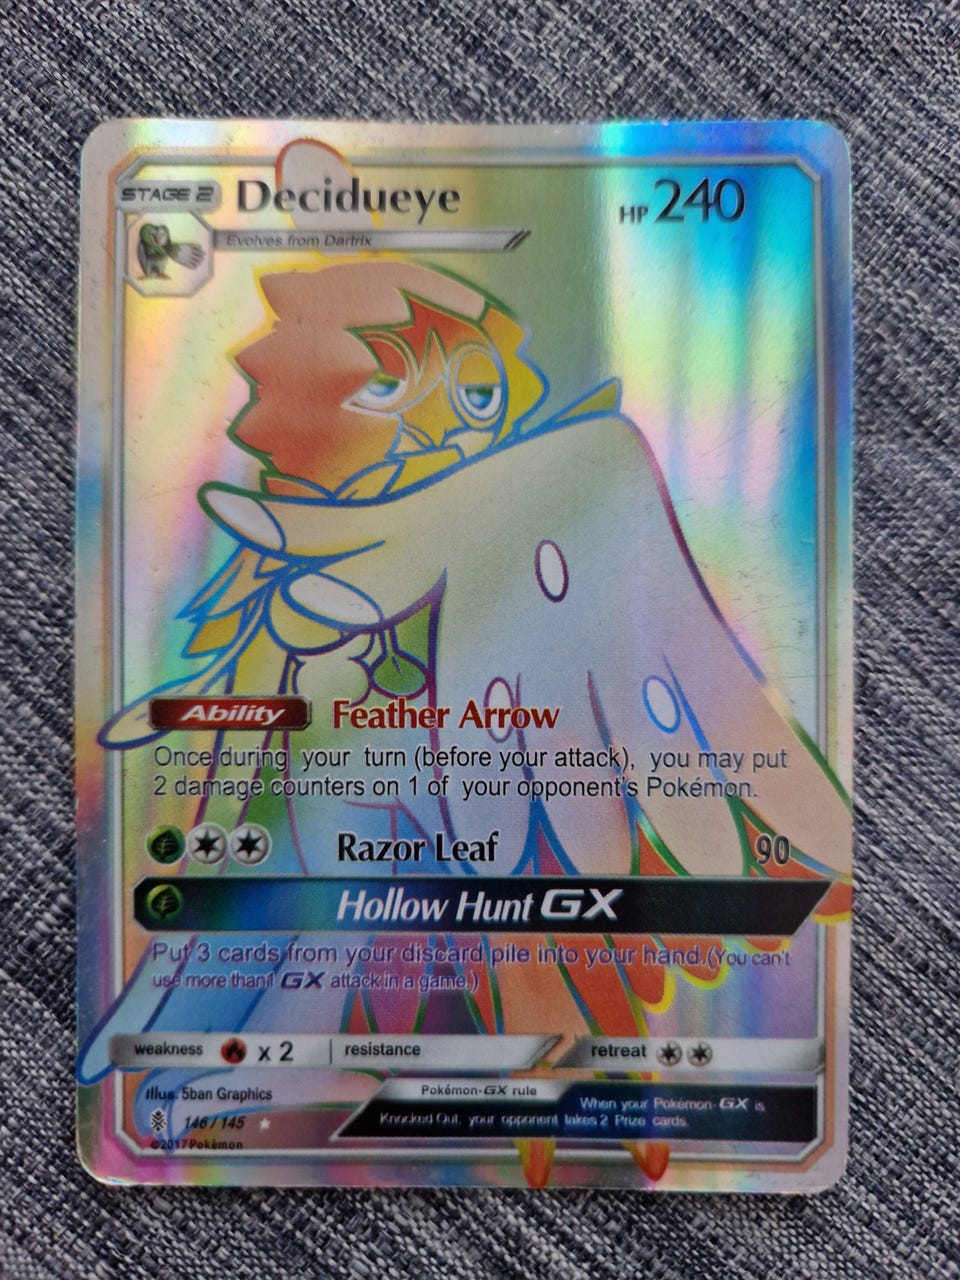 STAGE 2 Decidueye HP 240
Evolves from Dartrix
Ability Feather Arrow
Once during your turn (before your attack), you may put
2 damage counters on 1 of your opponent's Pokémon.
Razor Leaf 90
Hollow Hunt GX
Put 3 cards from your discard pile into your hand.(You can't
use more than1 GX attack in a game.)
weakness x 2 resistance retreat
Illus. 5ban Graphics
Pokémon-GX rule
When your Pokémon-GX is
Knocked Out, your opponent takes 2 Prize cards.
146/145
©2017 Pokémon